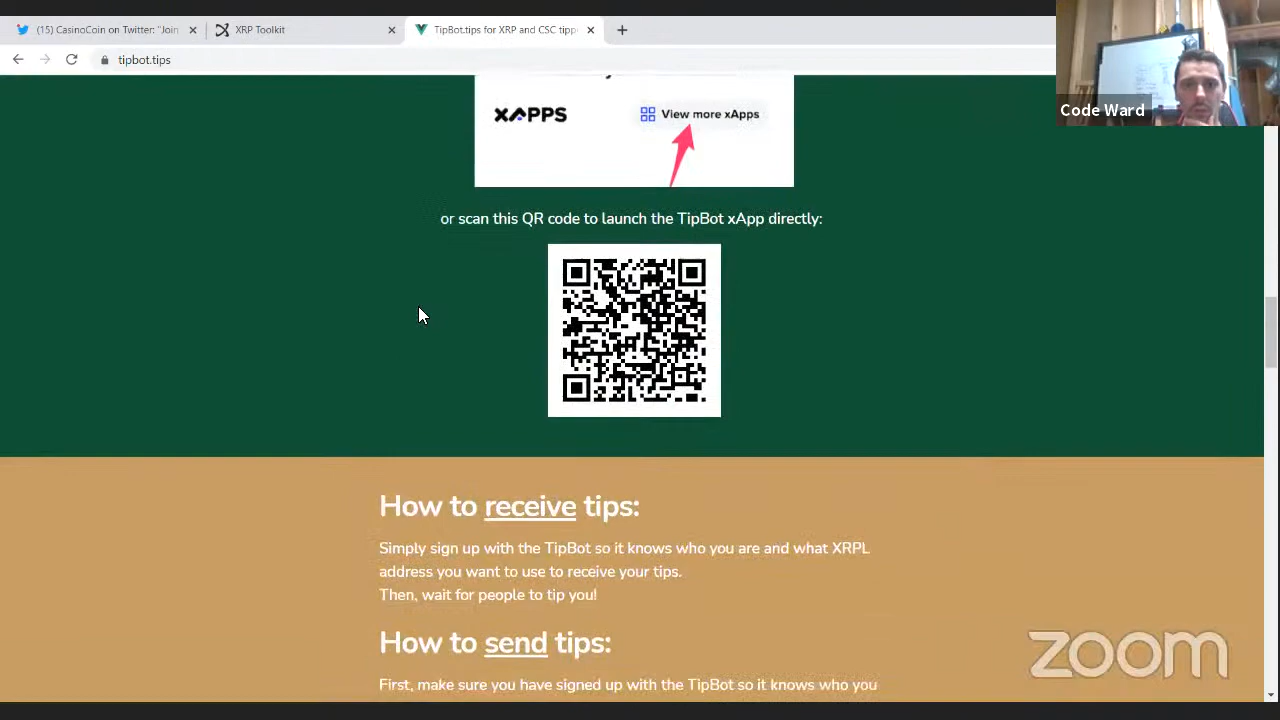 (15) CasinoCoin on Twitter: "Join
XRP Toolkit
TipBot.tips for XRP and CSC tipp
tipbot.tips
Code Ward
XAPPS
View more xApps
or scan this QR code to launch the TipBot xApp directly:
How to receive tips:
Simply sign up with the TipBot so it knows who you are and what XRPL
address you want to use to receive your tips.
Then, wait for people to tip you!
How to send tips:
First, make sure you have signed up with the TipBot so it knows who you
zoom